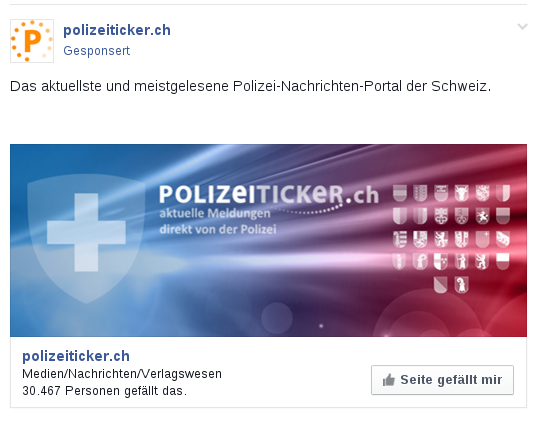 P
polizeiticker.ch
Gesponsert
Das aktuellste und meistgelesene Polizei-Nachrichten-Portal der Schweiz.
POLIZEITICKER.ch
aktuelle Meldungen
direkt von der Polizei
polizeiticker.ch
Medien/Nachrichten/Verlagswesen
30.467 Personen gefällt das.
Seite gefällt mir